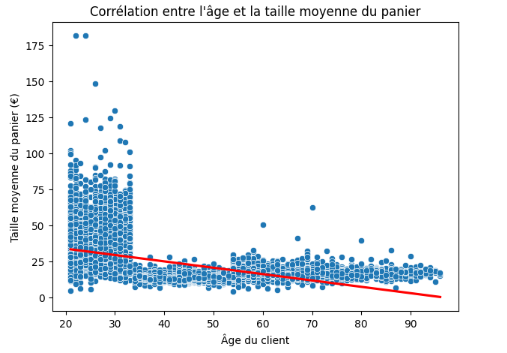 Corrélation entre l'âge et la taille moyenne du panier
Taille moyenne du panier (€)
175
150
125
100
75
50
25
0
20 30 40 50 60 70 80 90
Âge du client